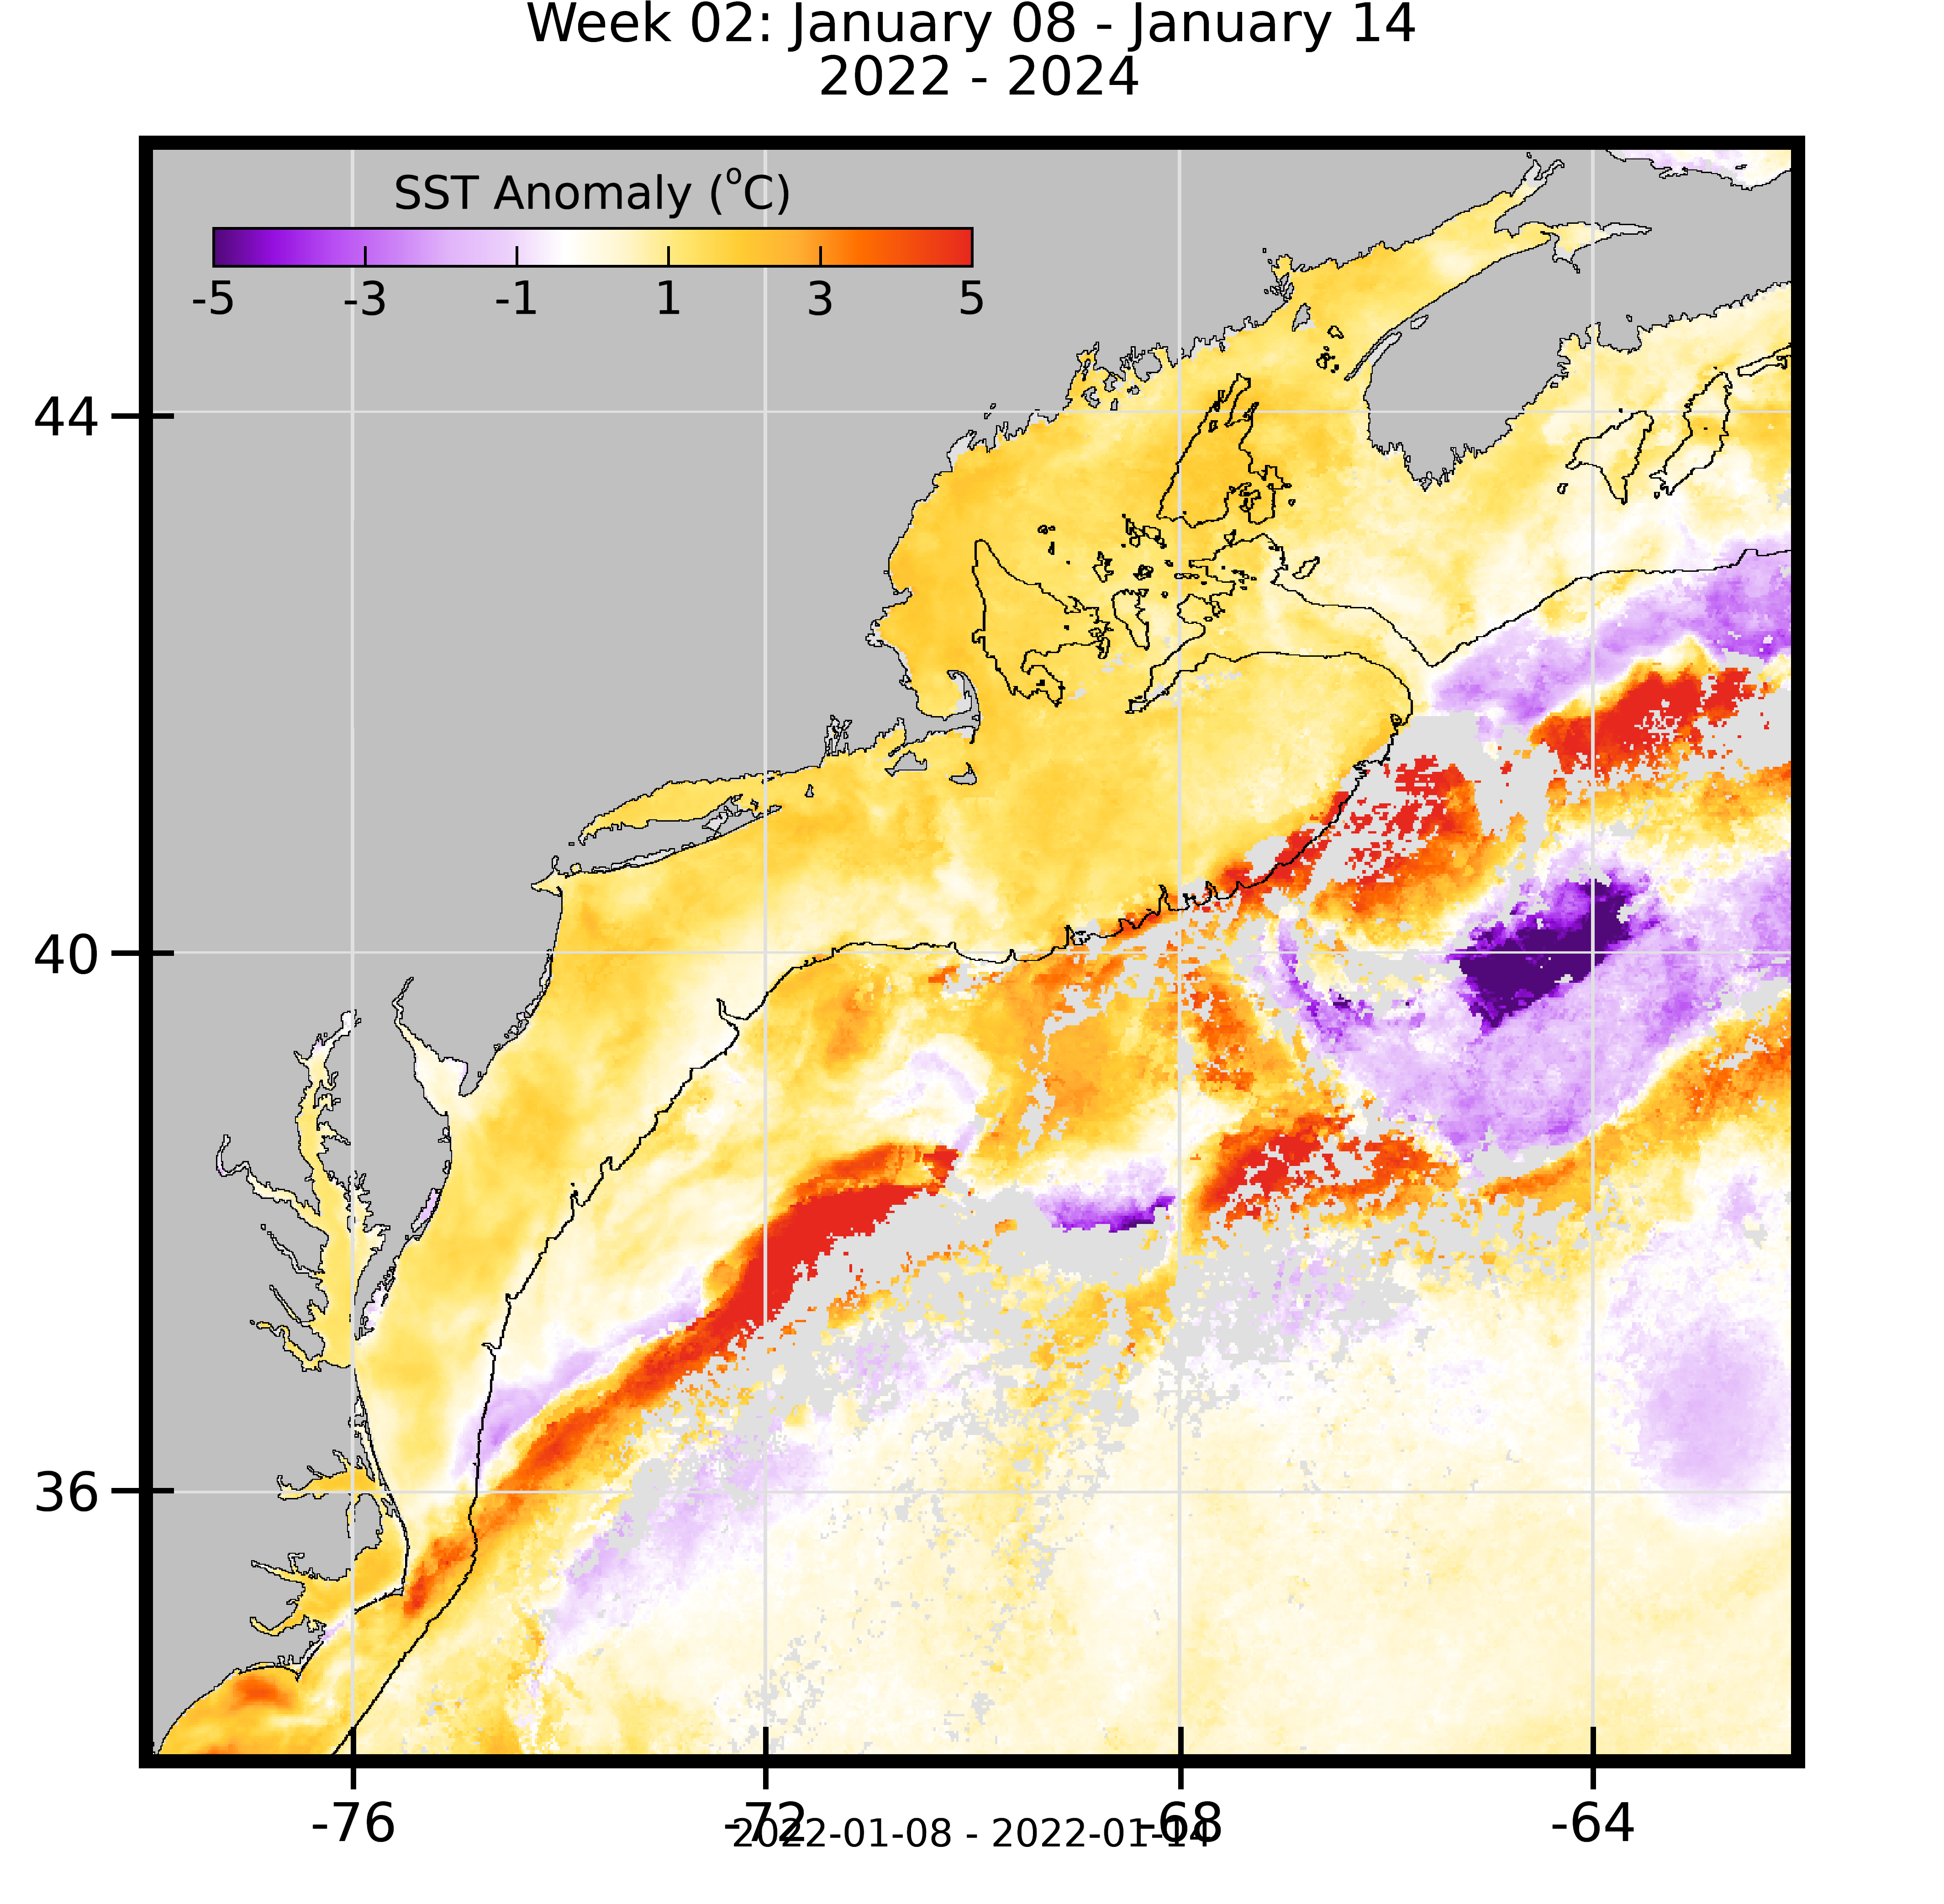 Week 02: January 08 - January 14
2022 - 2024
SST Anomaly (°C)
-5 -3 -1 1 3 5
44
40
36
-76 -72 -68 -64
2022-01-08 - 2022-01-14